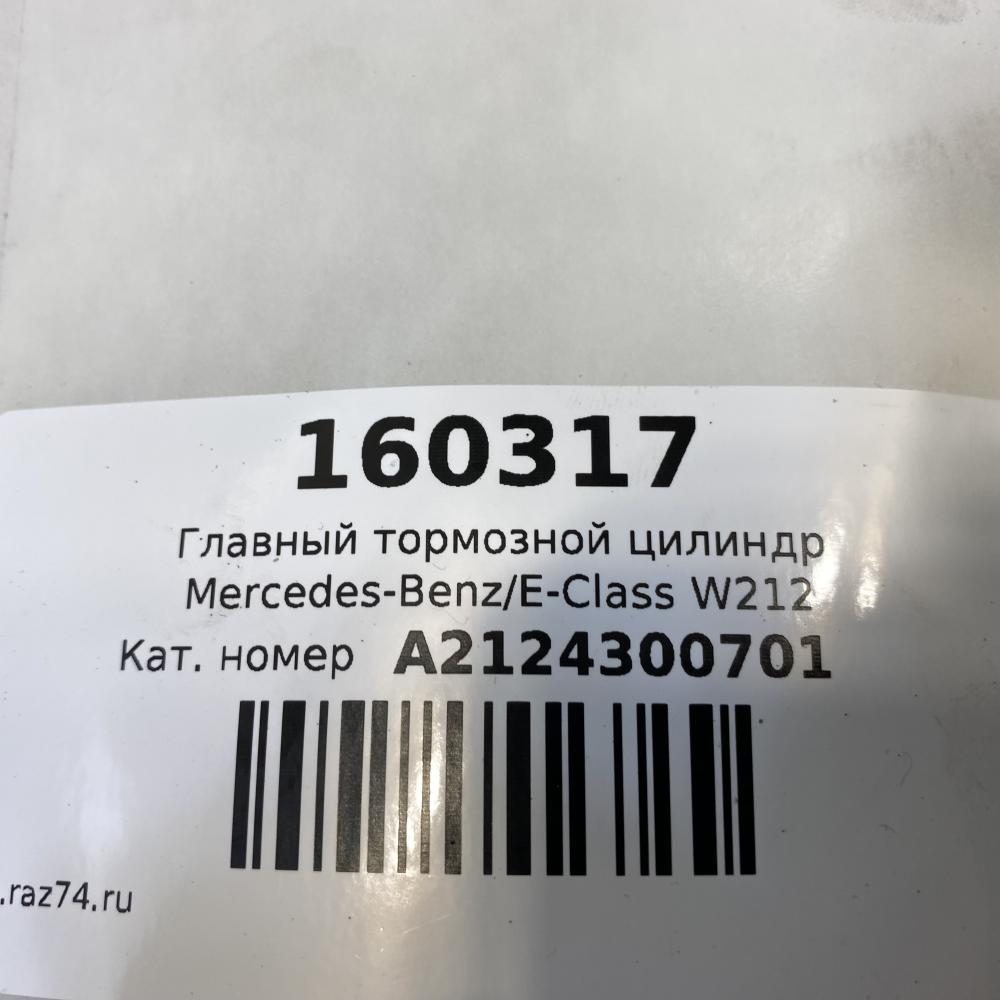 160317
Главный тормозной цилиндр
Mercedes-Benz/E-Class W212
Кат. номер A2124300701
.raz74.ru